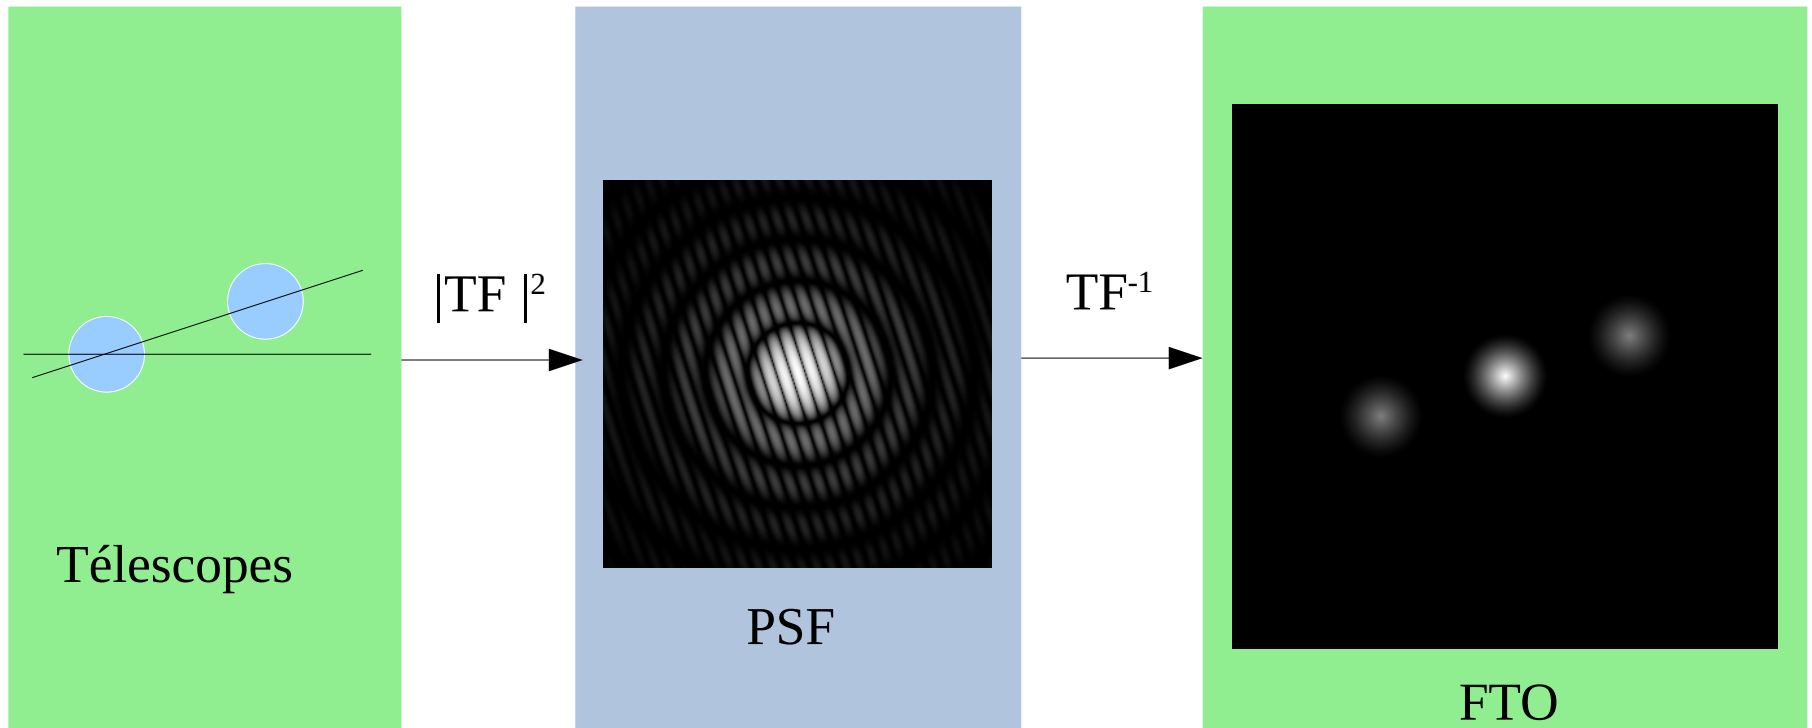 Télescopes
|TF |²
PSF
TF⁻¹
FTO